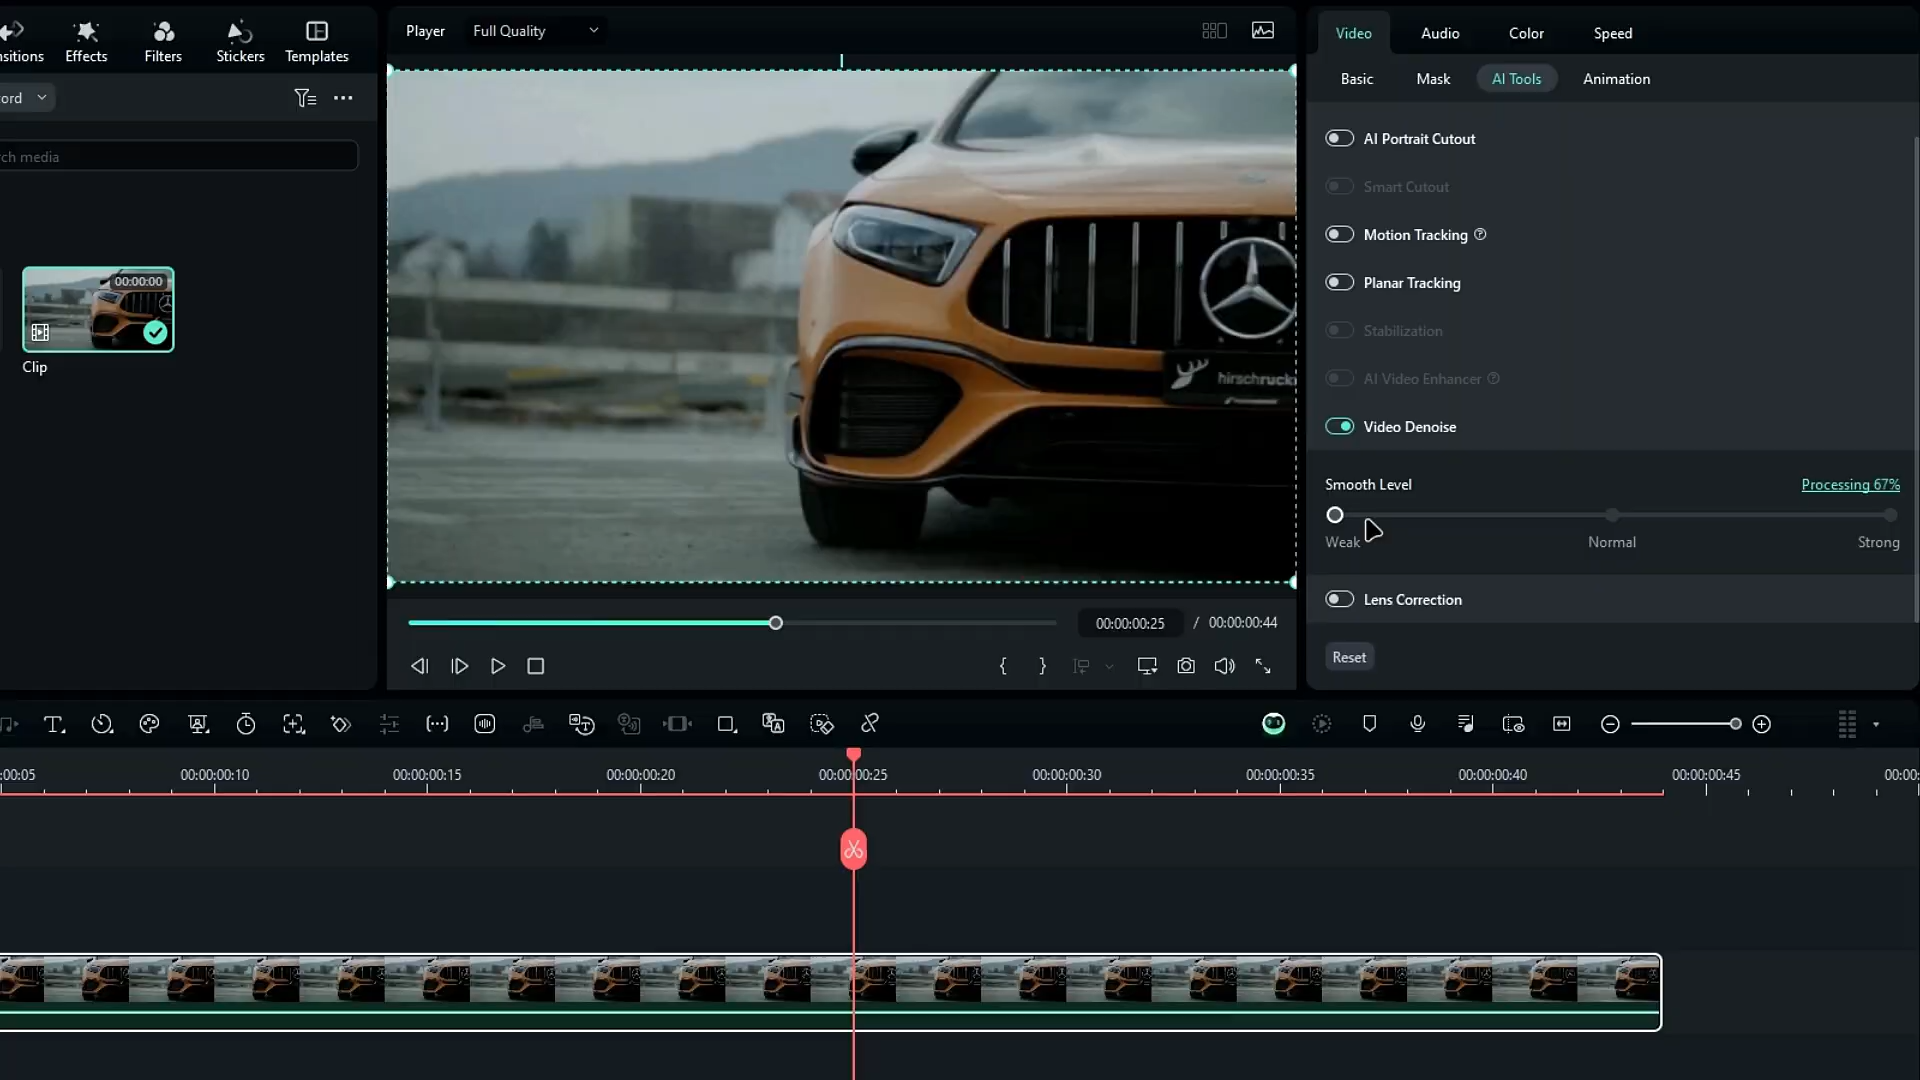 Player
Full Quality
Video
Audio
Color
Speed
sitions
Effects
Filters
Stickers
Templates
Basic
Mask
AI Tools
Animation
ord
ch media
00:00:00
Clip
hirschruck
AI Portrait Cutout
Smart Cutout
Motion Tracking
Planar Tracking
Stabilization
AI Video Enhancer
Video Denoise
Smooth Level
Processing 67%
Weak
Normal
Strong
Lens Correction
Reset
00:00:00:25 / 00:00:00:44
:00:05
00:00:00:10
00:00:00:15
00:00:00:20
00:00:00:25
00:00:00:30
00:00:00:35
00:00:00:40
00:00:00:45
00:00: